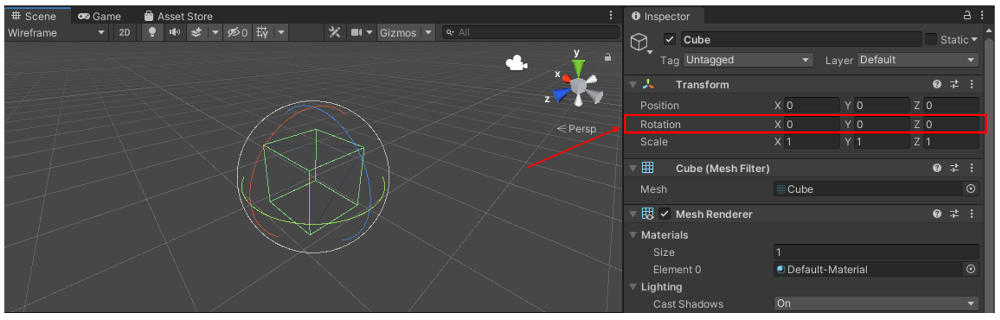 Scene Game Asset Store
Wireframe 2D 0 Gizmos All
y
x
z
Persp
Inspector
Cube Static
Tag Untagged Layer Default
Transform
Position X 0 Y 0 Z 0
Rotation X 0 Y 0 Z 0
Scale X 1 Y 1 Z 1
Cube (Mesh Filter)
Mesh Cube
Mesh Renderer
Materials
Size 1
Element 0 Default-Material
Lighting
Cast Shadows On